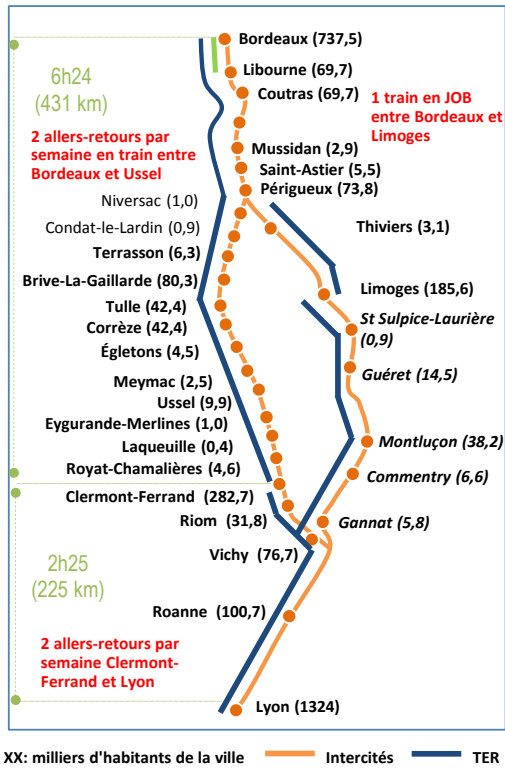 Bordeaux (737,5)
6h24
(431 km)
Libourne (69,7)
Coutras (69,7)
1 train en JOB
entre Bordeaux et
Limoges
2 allers-retours par
semaine en train entre
Bordeaux et Ussel
Mussidan (2,9)
Saint-Astier (5,5)
Périgueux (73,8)
Niversac (1,0)
Condat-le-Lardin (0,9)
Thiviers (3,1)
Terrasson (6,3)
Brive-La-Gaillarde (80,3)
Limoges (185,6)
Tulle (42,4)
St Sulpice-Laurière
(0,9)
Corrèze (42,4)
Égletons (4,5)
Guéret (14,5)
Meymac (2,5)
Ussel (9,9)
Eygurande-Merlines (1,0)
Montluçon (38,2)
Laqueuille (0,4)
Royat-Chamalières (4,6)
Commentry (6,6)
Clermont-Ferrand (282,7)
Riom (31,8)
Gannat (5,8)
Vichy (76,7)
2h25
(225 km)
Roanne (100,7)
2 allers-retours par
semaine Clermont-
Ferrand et Lyon
Lyon (1324)
XX: milliers d'habitants de la ville
Intercités
TER